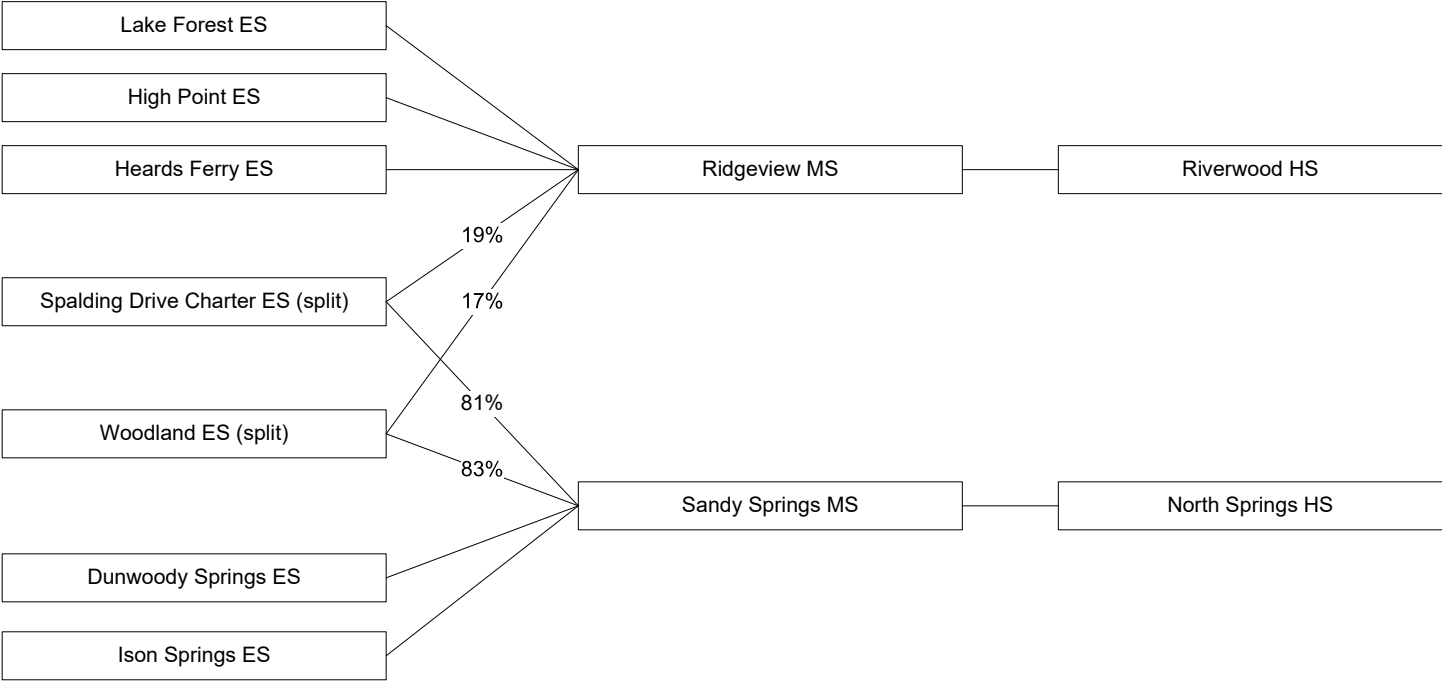 Lake Forest ES
High Point ES
Heards Ferry ES
Ridgeview MS
Riverwood HS
19%
Spalding Drive Charter ES (split)
17%
81%
Woodland ES (split)
83%
Sandy Springs MS
North Springs HS
Dunwoody Springs ES
Ison Springs ES